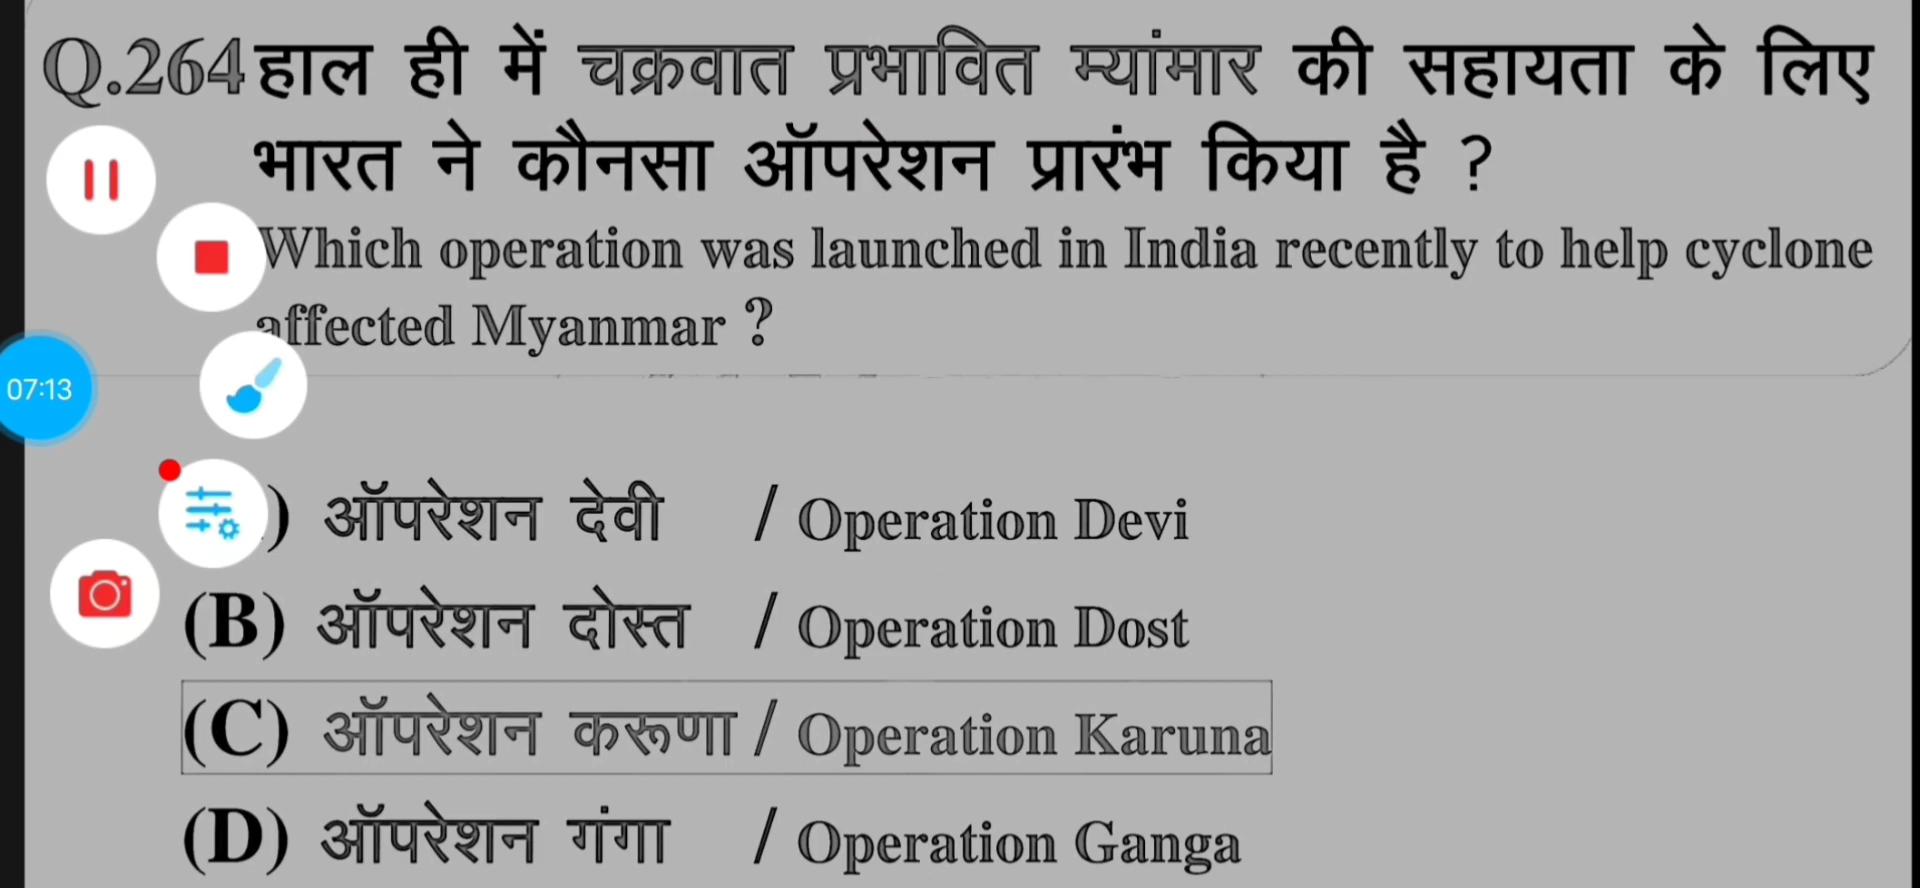 Q.264 हाल ही में चक्रवात प्रभावित म्यांमार की सहायता के लिए
भारत ने कौनसा ऑपरेशन प्रारंभ किया है ?
Which operation was launched in India recently to help cyclone
affected Myanmar ?
07:13
) ऑपरेशन देवी / Operation Devi
(B) ऑपरेशन दोस्त / Operation Dost
(C) ऑपरेशन करूणा / Operation Karuna
(D) ऑपरेशन गंगा / Operation Ganga